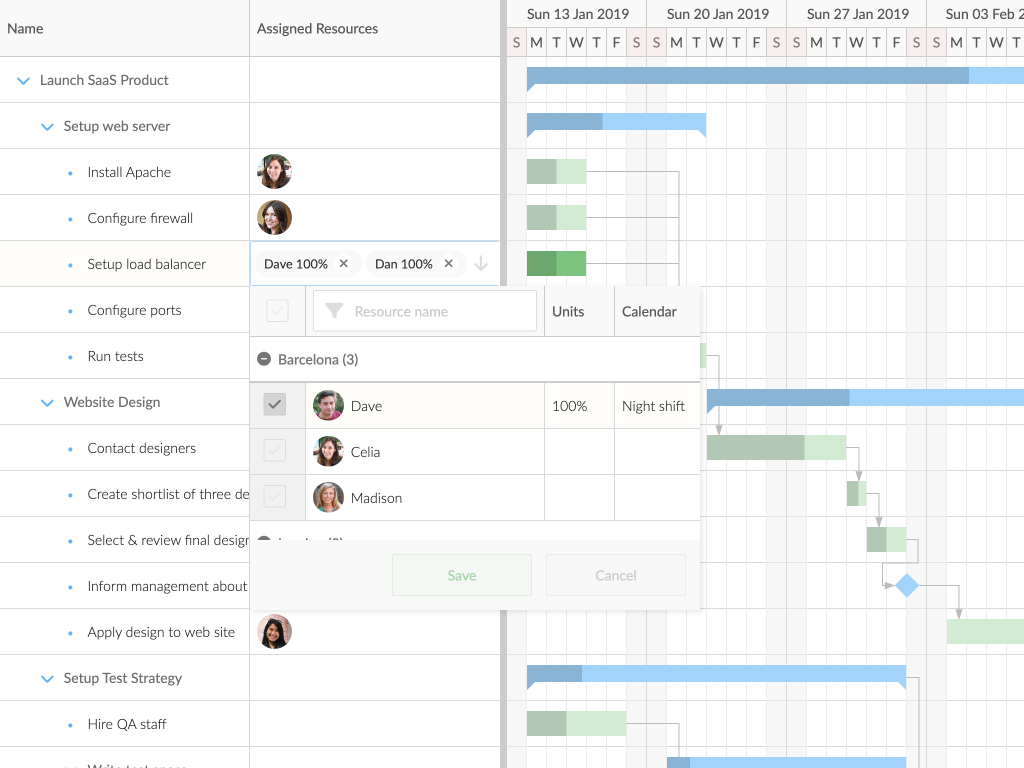 Name
Assigned Resources
Sun 13 Jan 2019
Sun 20 Jan 2019
Sun 27 Jan 2019
Sun 03 Feb 2
S M T W T F S S M T W T F S S M T W T F S S M T W T
Launch SaaS Product
Setup web server
Install Apache
Configure firewall
Setup load balancer
Dave 100%
Dan 100%
Configure ports
Resource name
Units
Calendar
Run tests
Barcelona (3)
Website Design
Dave
100%
Night shift
Contact designers
Celia
Create shortlist of three de
Madison
Select & review final design
Inform management about
Save
Cancel
Apply design to web site
Setup Test Strategy
Hire QA staff